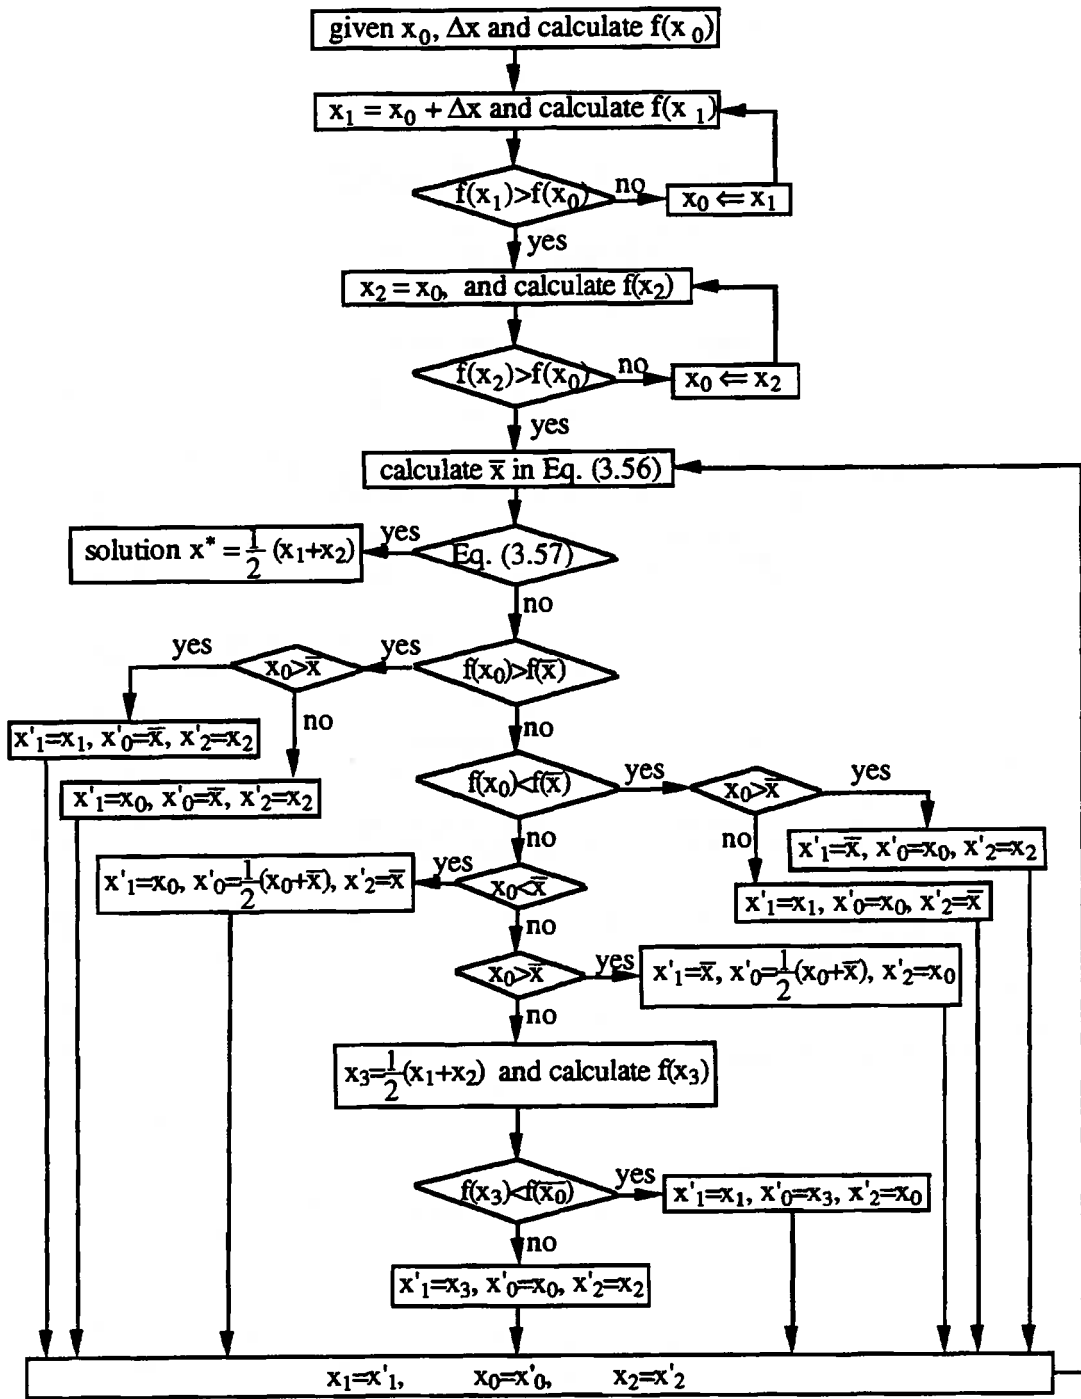 given x₀, Δx and calculate f(x ₀)
x₁ = x₀ + Δx and calculate f(x ₁)
f(x₁)>f(x₀)
no
x₀ ⇐ x₁
yes
x₂ = x₀, and calculate f(x₂)
f(x₂)>f(x₀)
no
x₀ ⇐ x₂
yes
calculate x̄ in Eq. (3.56)
solution x* = 1/2 (x₁+x₂)
yes
Eq. (3.57)
no
yes
x₀>x̄
yes
f(x₀)>f(x̄)
no
x'₁=x₁, x'₀=x̄, x'₂=x₂
no
x'₁=x₀, x'₀=x̄, x'₂=x₂
f(x₀)<f(x̄)
yes
x₀>x̄
yes
no
no
x'₁=x̄, x'₀=x₀, x'₂=x₂
x'₁=x₀, x'₀=1/2(x₀+x̄), x'₂=x̄
yes
x₀<x̄
x'₁=x₁, x'₀=x₀, x'₂=x̄
no
x₀>x̄
yes
x'₁=x̄, x'₀=1/2(x₀+x̄), x'₂=x₀
no
x₃=1/2(x₁+x₂) and calculate f(x₃)
f(x₃)<f(x̄₀)
yes
x'₁=x₁, x'₀=x₃, x'₂=x₀
no
x'₁=x₃, x'₀=x₀, x'₂=x₂
x₁=x'₁, x₀=x'₀, x₂=x'₂